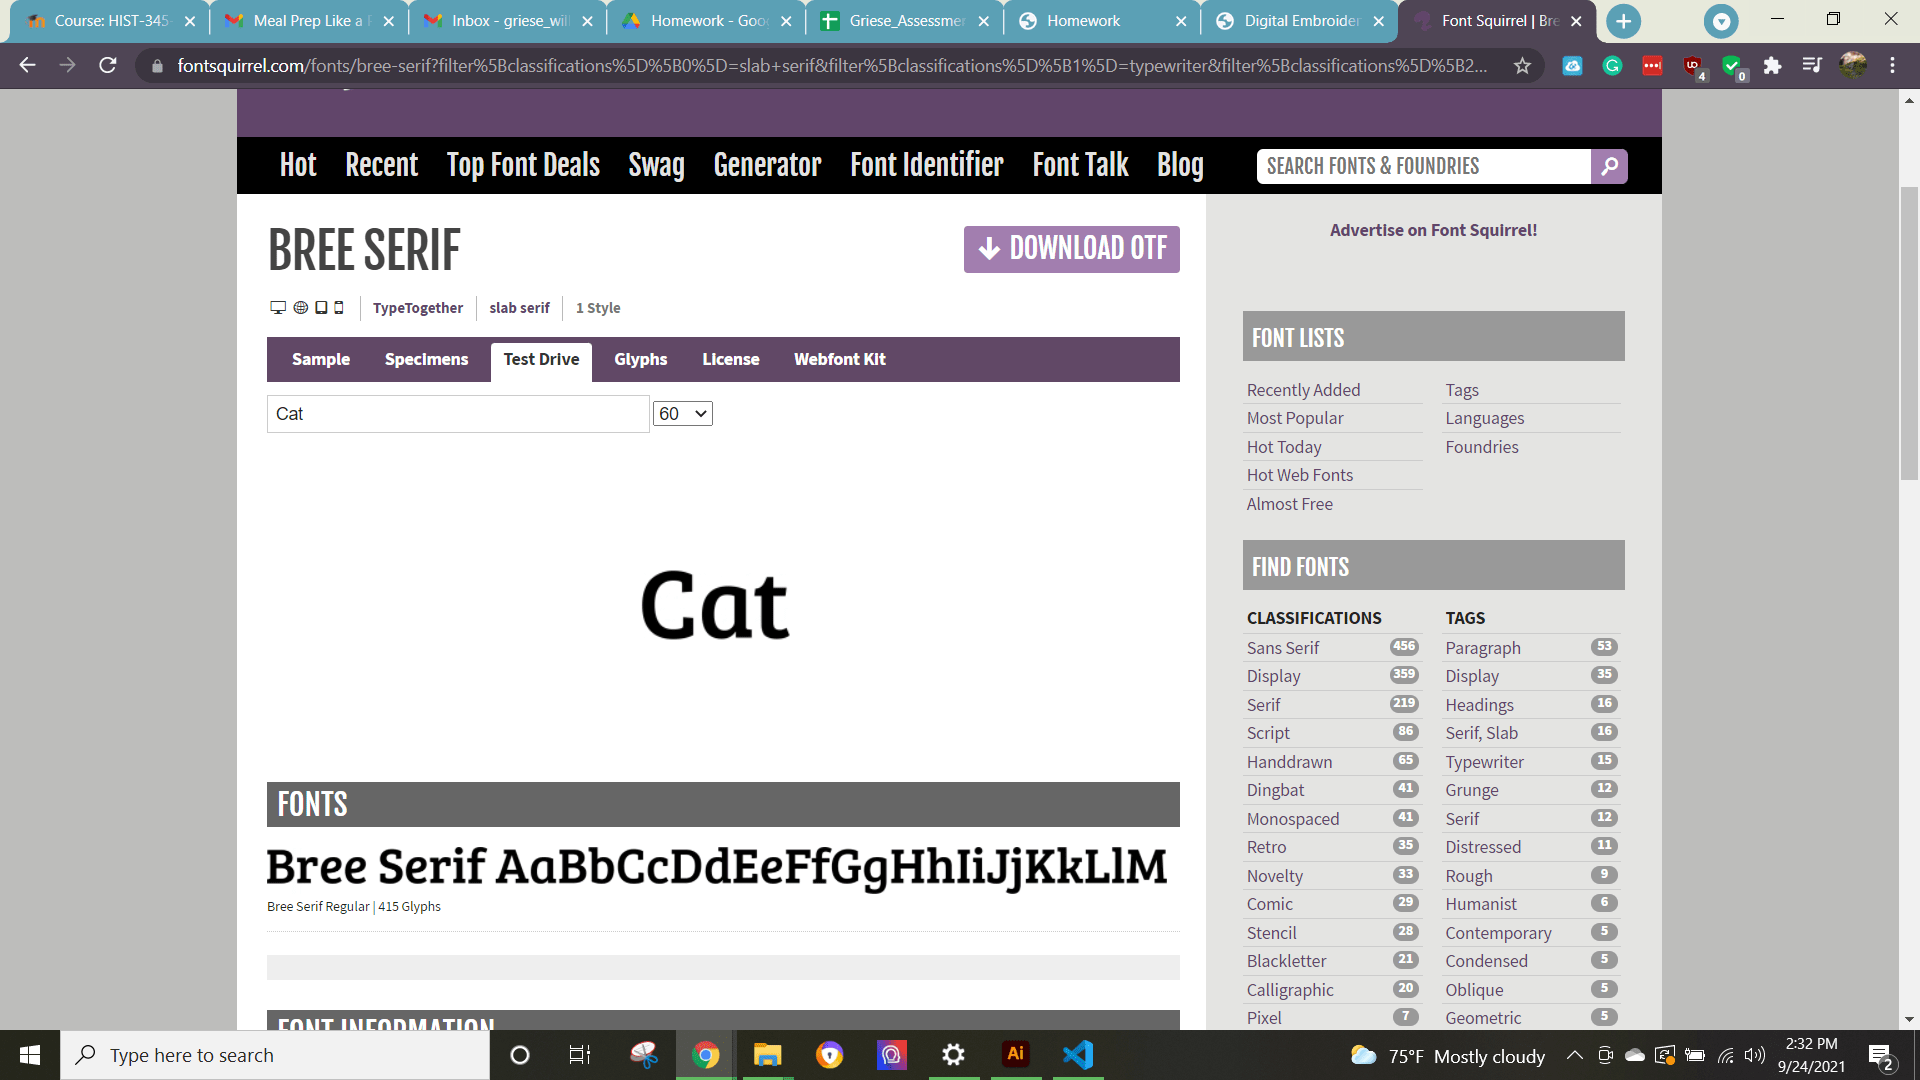 Course: HIST-345
Meal Prep Like a P
Inbox - griese_will
Homework - Goo
Griese_Assessmen
Homework
Digital Embroider
Font Squirrel | Bre
fontsquirrel.com/fonts/bree-serif?filter%5Bclassifications%5D%5B0%5D=slab+serif&filter%5Bclassifications%5D%5B1%5D=typewriter&filter%5Bclassifications%5D%5B2...
4
0
Hot Recent Top Font Deals Swag Generator Font Identifier Font Talk Blog
SEARCH FONTS & FOUNDRIES
BREE SERIF
DOWNLOAD OTF
TypeTogether slab serif 1 Style
Sample Specimens Test Drive Glyphs License Webfont Kit
Cat 60
Cat
FONTS
Bree Serif AaBbCcDdEeFfGgHhIiJjKkLlM
Bree Serif Regular | 415 Glyphs
FONT INFORMATION
Advertise on Font Squirrel!
FONT LISTS
Recently Added Tags
Most Popular Languages
Hot Today Foundries
Hot Web Fonts
Almost Free
FIND FONTS
CLASSIFICATIONS TAGS
Sans Serif 456 Paragraph 53
Display 359 Display 35
Serif 219 Headings 16
Script 86 Serif, Slab 16
Handdrawn 65 Typewriter 15
Dingbat 41 Grunge 12
Monospaced 41 Serif 12
Retro 35 Distressed 11
Novelty 33 Rough 9
Comic 29 Humanist 6
Stencil 28 Contemporary 5
Blackletter 21 Condensed 5
Calligraphic 20 Oblique 5
Pixel 7 Geometric 5
Type here to search
Ai
75°F Mostly cloudy
2:32 PM
9/24/2021
2